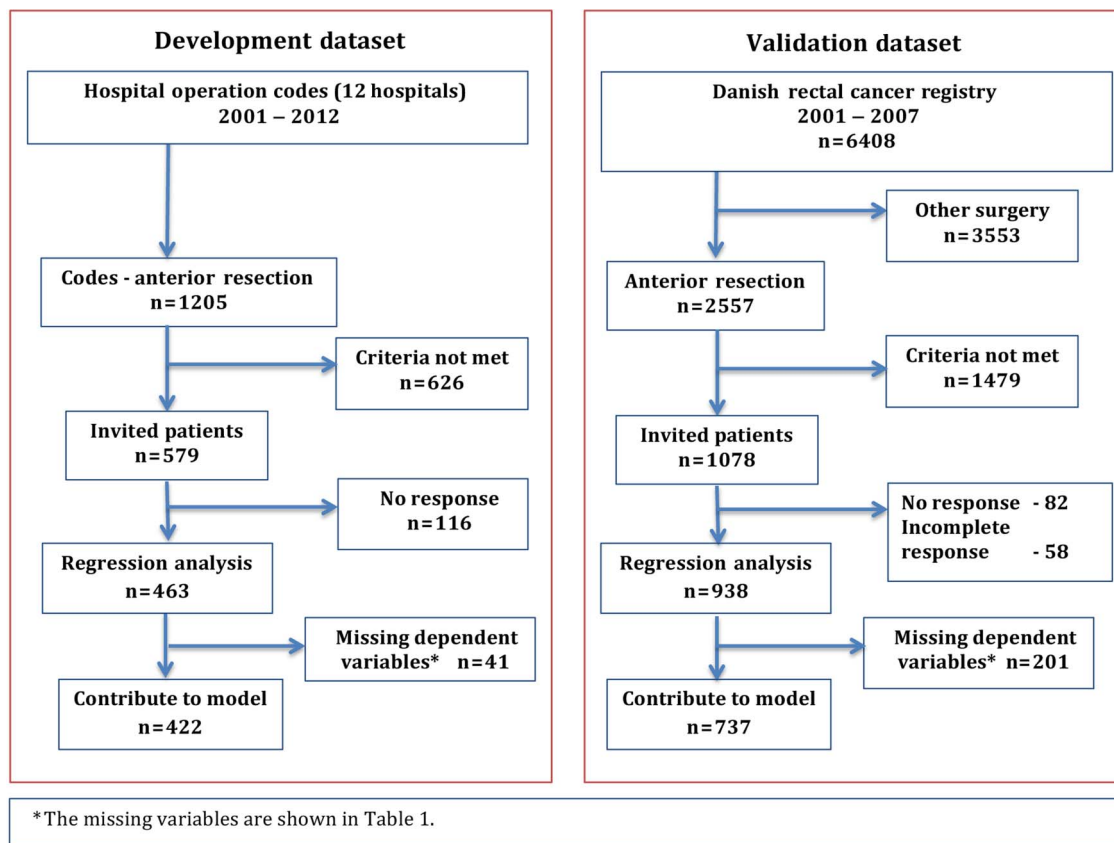 Development dataset
Hospital operation codes (12 hospitals)
2001 – 2012
Codes - anterior resection
n=1205
Criteria not met
n=626
Invited patients
n=579
No response
n=116
Regression analysis
n=463
Missing dependent
variables* n=41
Contribute to model
n=422
Validation dataset
Danish rectal cancer registry
2001 – 2007
n=6408
Other surgery
n=3553
Anterior resection
n=2557
Criteria not met
n=1479
Invited patients
n=1078
No response - 82
Incomplete
response - 58
Regression analysis
n=938
Missing dependent
variables* n=201
Contribute to model
n=737
*The missing variables are shown in Table 1.